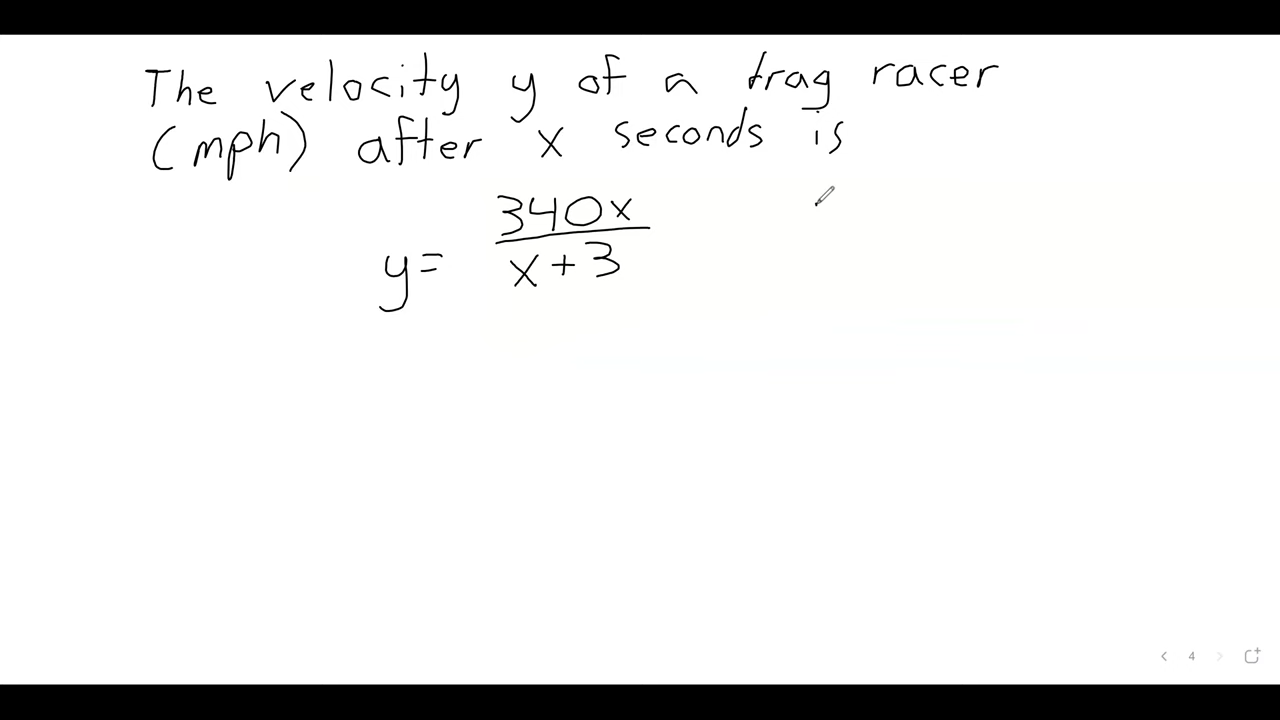 The velocity y of a drag racer
(mph) after x seconds is
y = 340x / x + 3
4